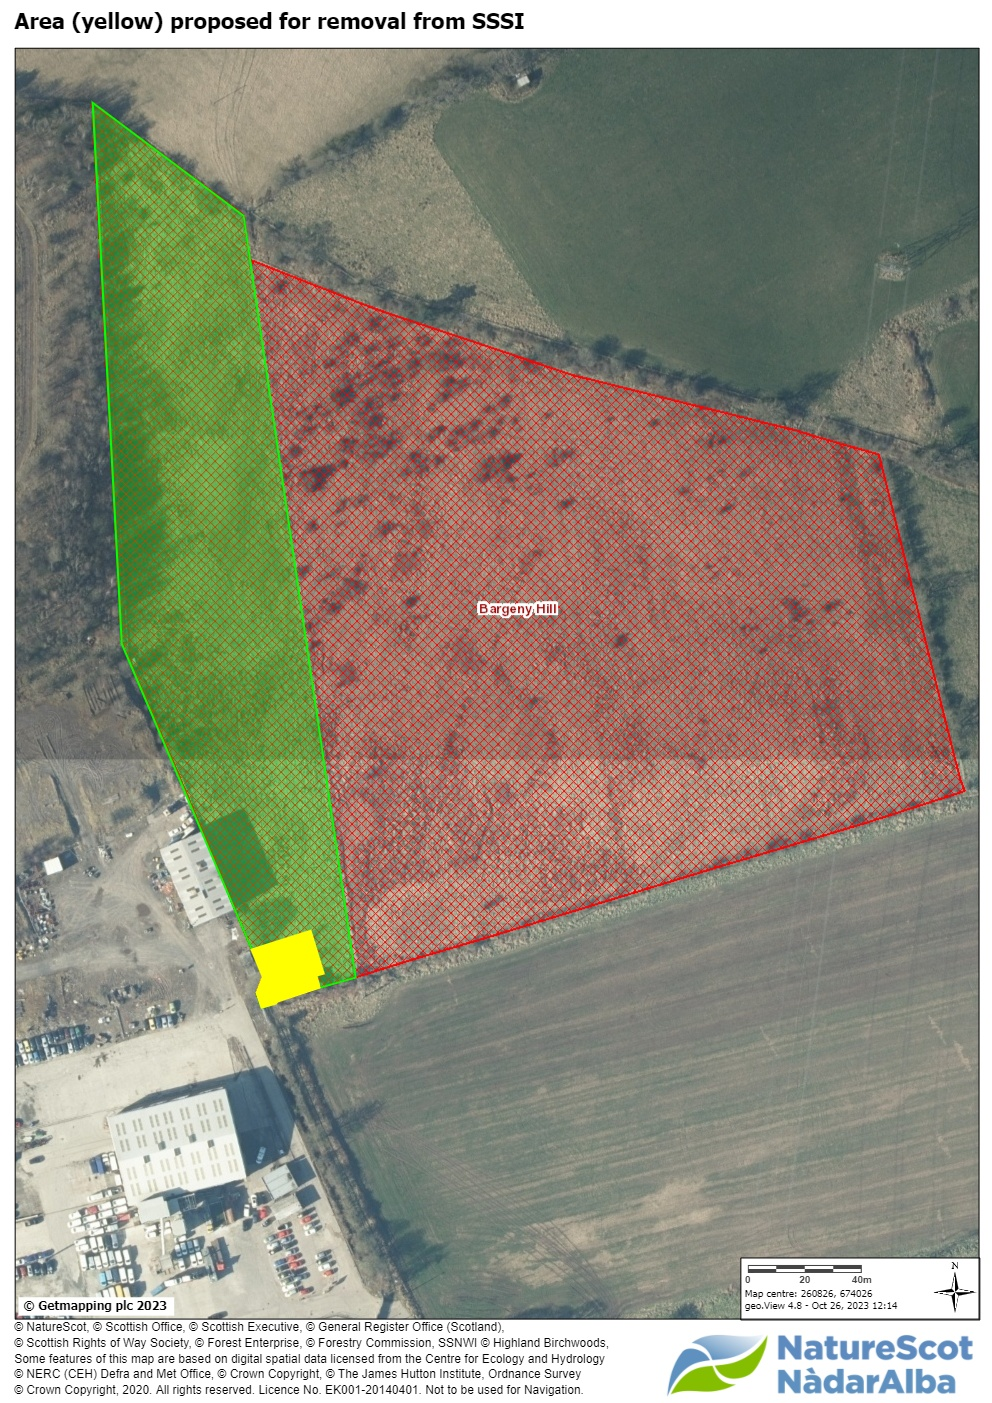 Area (yellow) proposed for removal from SSSI
Bargeny Hill
N
0 20 40m
Map centre: 260826, 674026
geo.View 4.8 - Oct 26, 2023 12:14
© Getmapping plc 2023
© NatureScot, © Scottish Office, © Scottish Executive, © General Register Office (Scotland),
© Scottish Rights of Way Society, © Forest Enterprise, © Forestry Commission, SSNWI © Highland Birchwoods,
Some features of this map are based on digital spatial data licensed from the Centre for Ecology and Hydrology
© NERC (CEH) Defra and Met Office, © Crown Copyright, © The James Hutton Institute, Ordnance Survey
© Crown Copyright, 2020. All rights reserved. Licence No. EK001-20140401. Not to be used for Navigation.
NatureScot
NàdarAlba